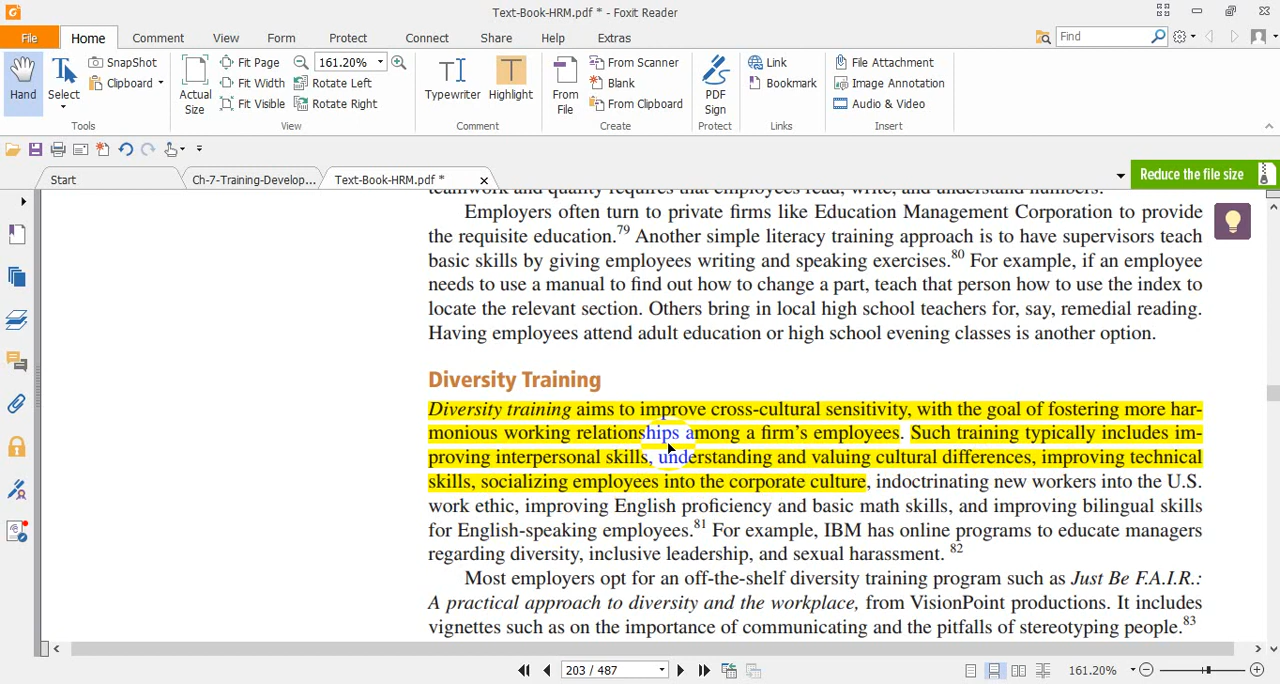 Text-Book-HRM.pdf * - Foxit Reader
File Home Comment View Form Protect Connect Share Help Extras Find
Hand Select SnapShot Clipboard Actual Size Fit Page Fit Width Fit Visible 161.20% Rotate Left Rotate Right Typewriter Highlight From File From Scanner Blank From Clipboard PDF Sign Link Bookmark File Attachment Image Annotation Audio & Video
Tools View Comment Create Protect Links Insert
Start Ch-7-Training-Develop... Text-Book-HRM.pdf * Reduce the file size
teamwork and quality requires that employees read, write, and understand numbers.
Employers often turn to private firms like Education Management Corporation to provide
the requisite education.79 Another simple literacy training approach is to have supervisors teach
basic skills by giving employees writing and speaking exercises.80 For example, if an employee
needs to use a manual to find out how to change a part, teach that person how to use the index to
locate the relevant section. Others bring in local high school teachers for, say, remedial reading.
Having employees attend adult education or high school evening classes is another option.
Diversity Training
Diversity training aims to improve cross-cultural sensitivity, with the goal of fostering more har-
monious working relationships among a firm's employees. Such training typically includes im-
proving interpersonal skills, understanding and valuing cultural differences, improving technical
skills, socializing employees into the corporate culture, indoctrinating new workers into the U.S.
work ethic, improving English proficiency and basic math skills, and improving bilingual skills
for English-speaking employees.81 For example, IBM has online programs to educate managers
regarding diversity, inclusive leadership, and sexual harassment. 82
Most employers opt for an off-the-shelf diversity training program such as Just Be F.A.I.R.:
A practical approach to diversity and the workplace, from VisionPoint productions. It includes
vignettes such as on the importance of communicating and the pitfalls of stereotyping people.83
203 / 487 161.20%